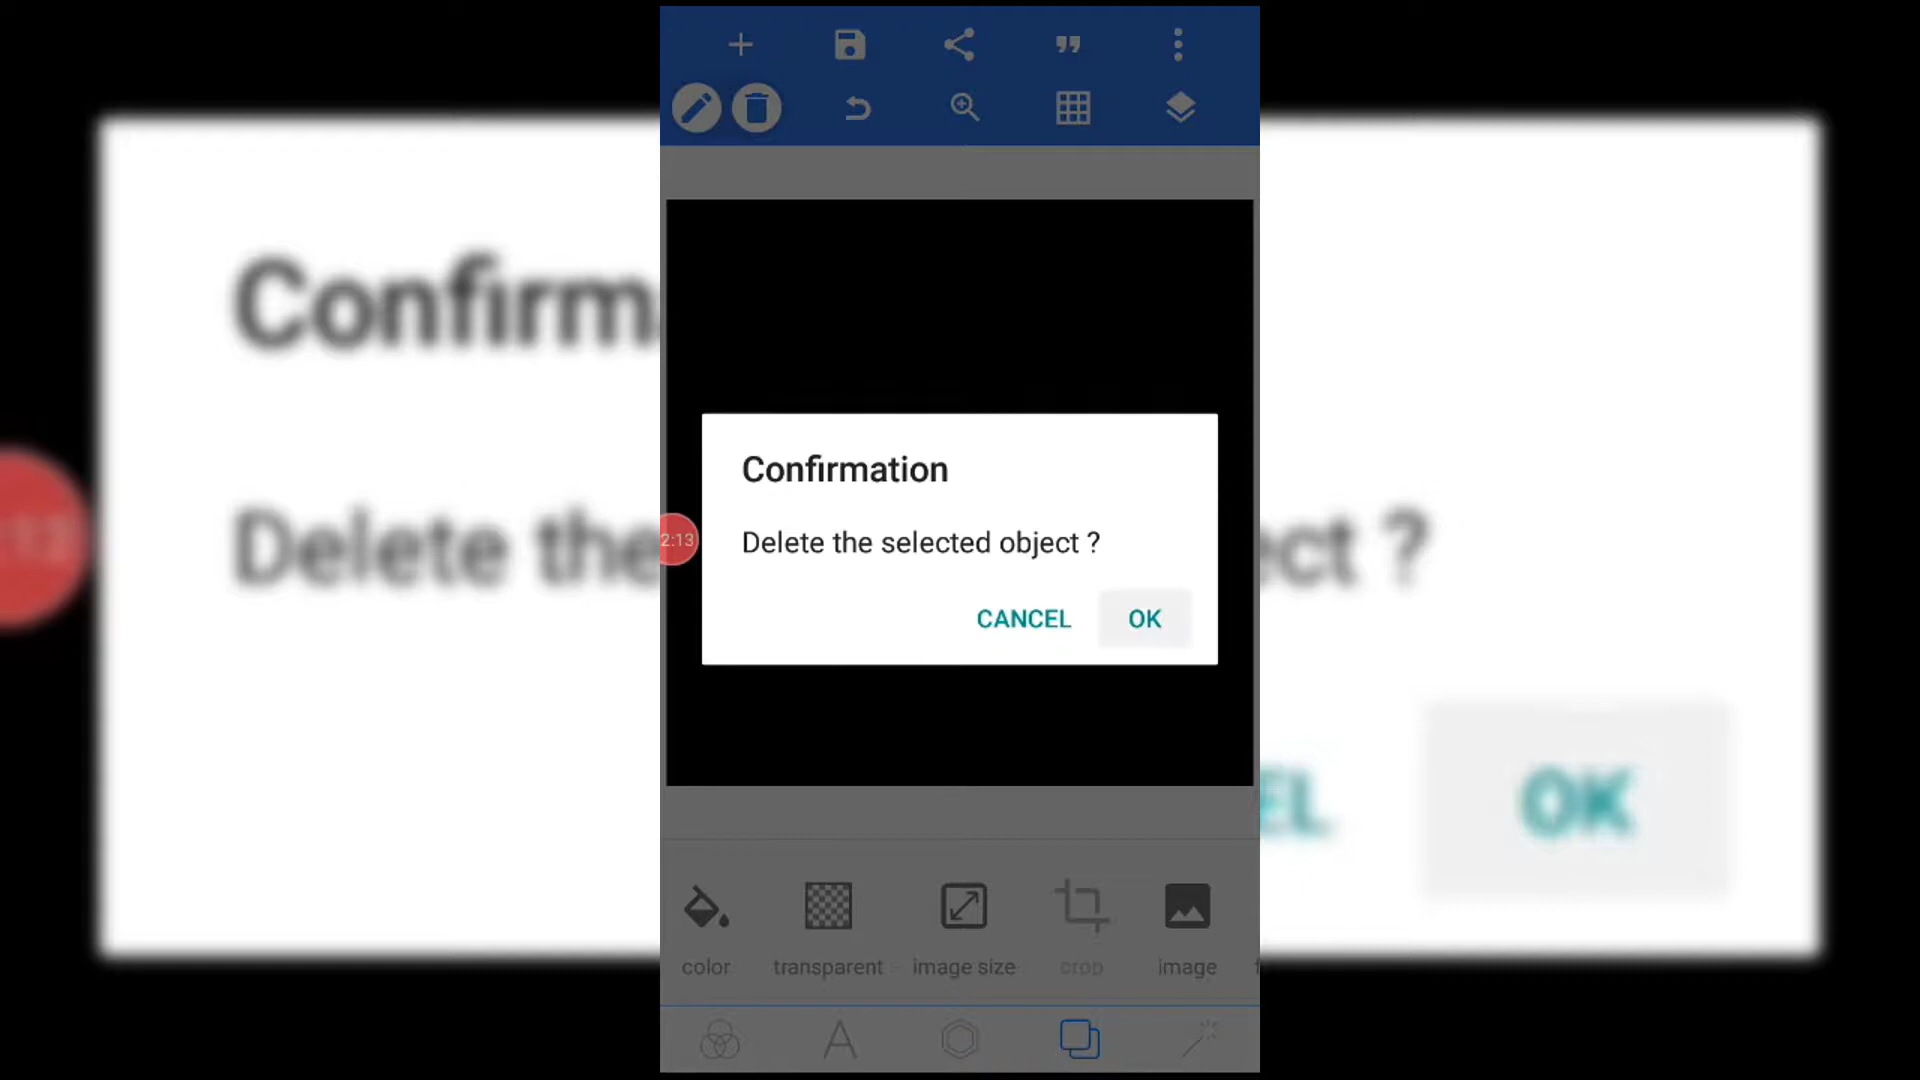 Confirmation
Delete the selected object ?
2:13
CANCEL OK
color transparent image size crop image
Confirm
Delete the
ect ?
EL
OK